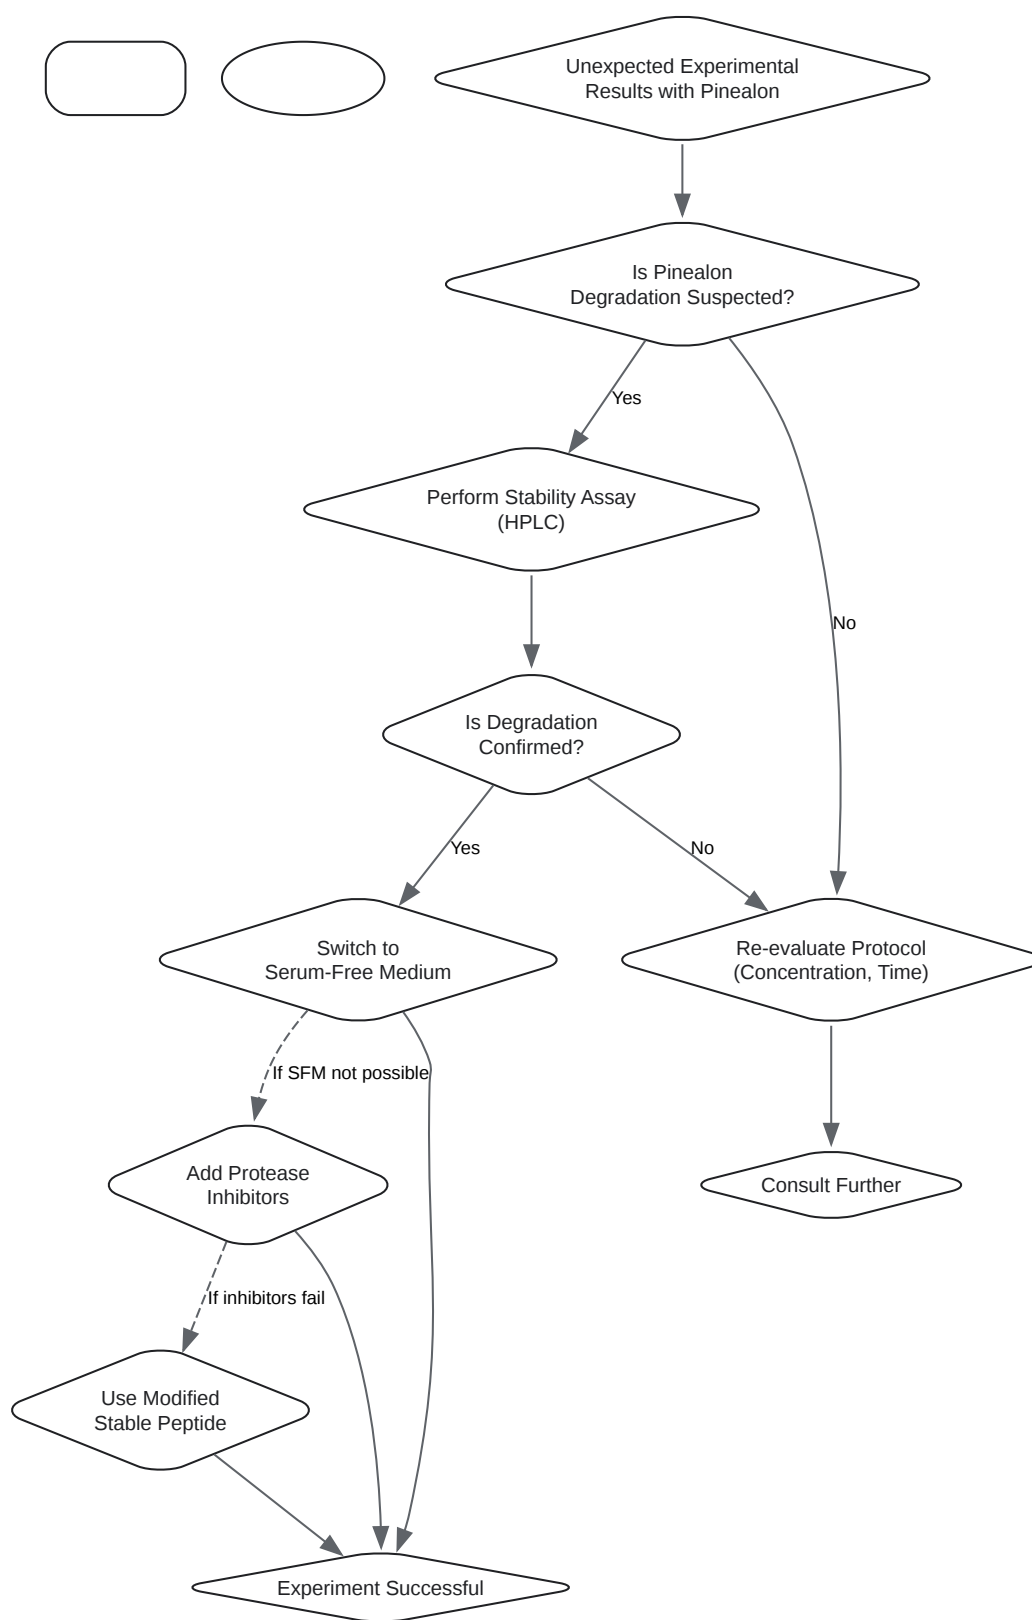 Unexpected Experimental
Results with Pinealon
Is Pinealon
Degradation Suspected?
Yes
Perform Stability Assay
(HPLC)
No
Is Degradation
Confirmed?
Yes
No
Switch to
Serum-Free Medium
Re-evaluate Protocol
(Concentration, Time)
If SFM not possible
Add Protease
Inhibitors
Consult Further
If inhibitors fail
Use Modified
Stable Peptide
Experiment Successful